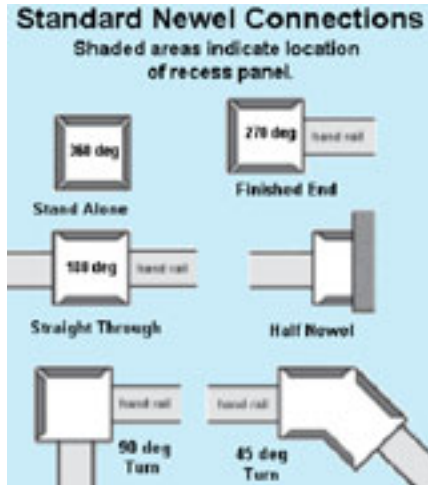 Standard Newel Connections
Shaded areas indicate location
of recess panel.
360 deg
Stand Alone
270 deg
hand rail
Finished End
180 deg
hand rail
Straight Through
Half Newel
hand rail
90 deg
Turn
hand rail
45 deg
Turn